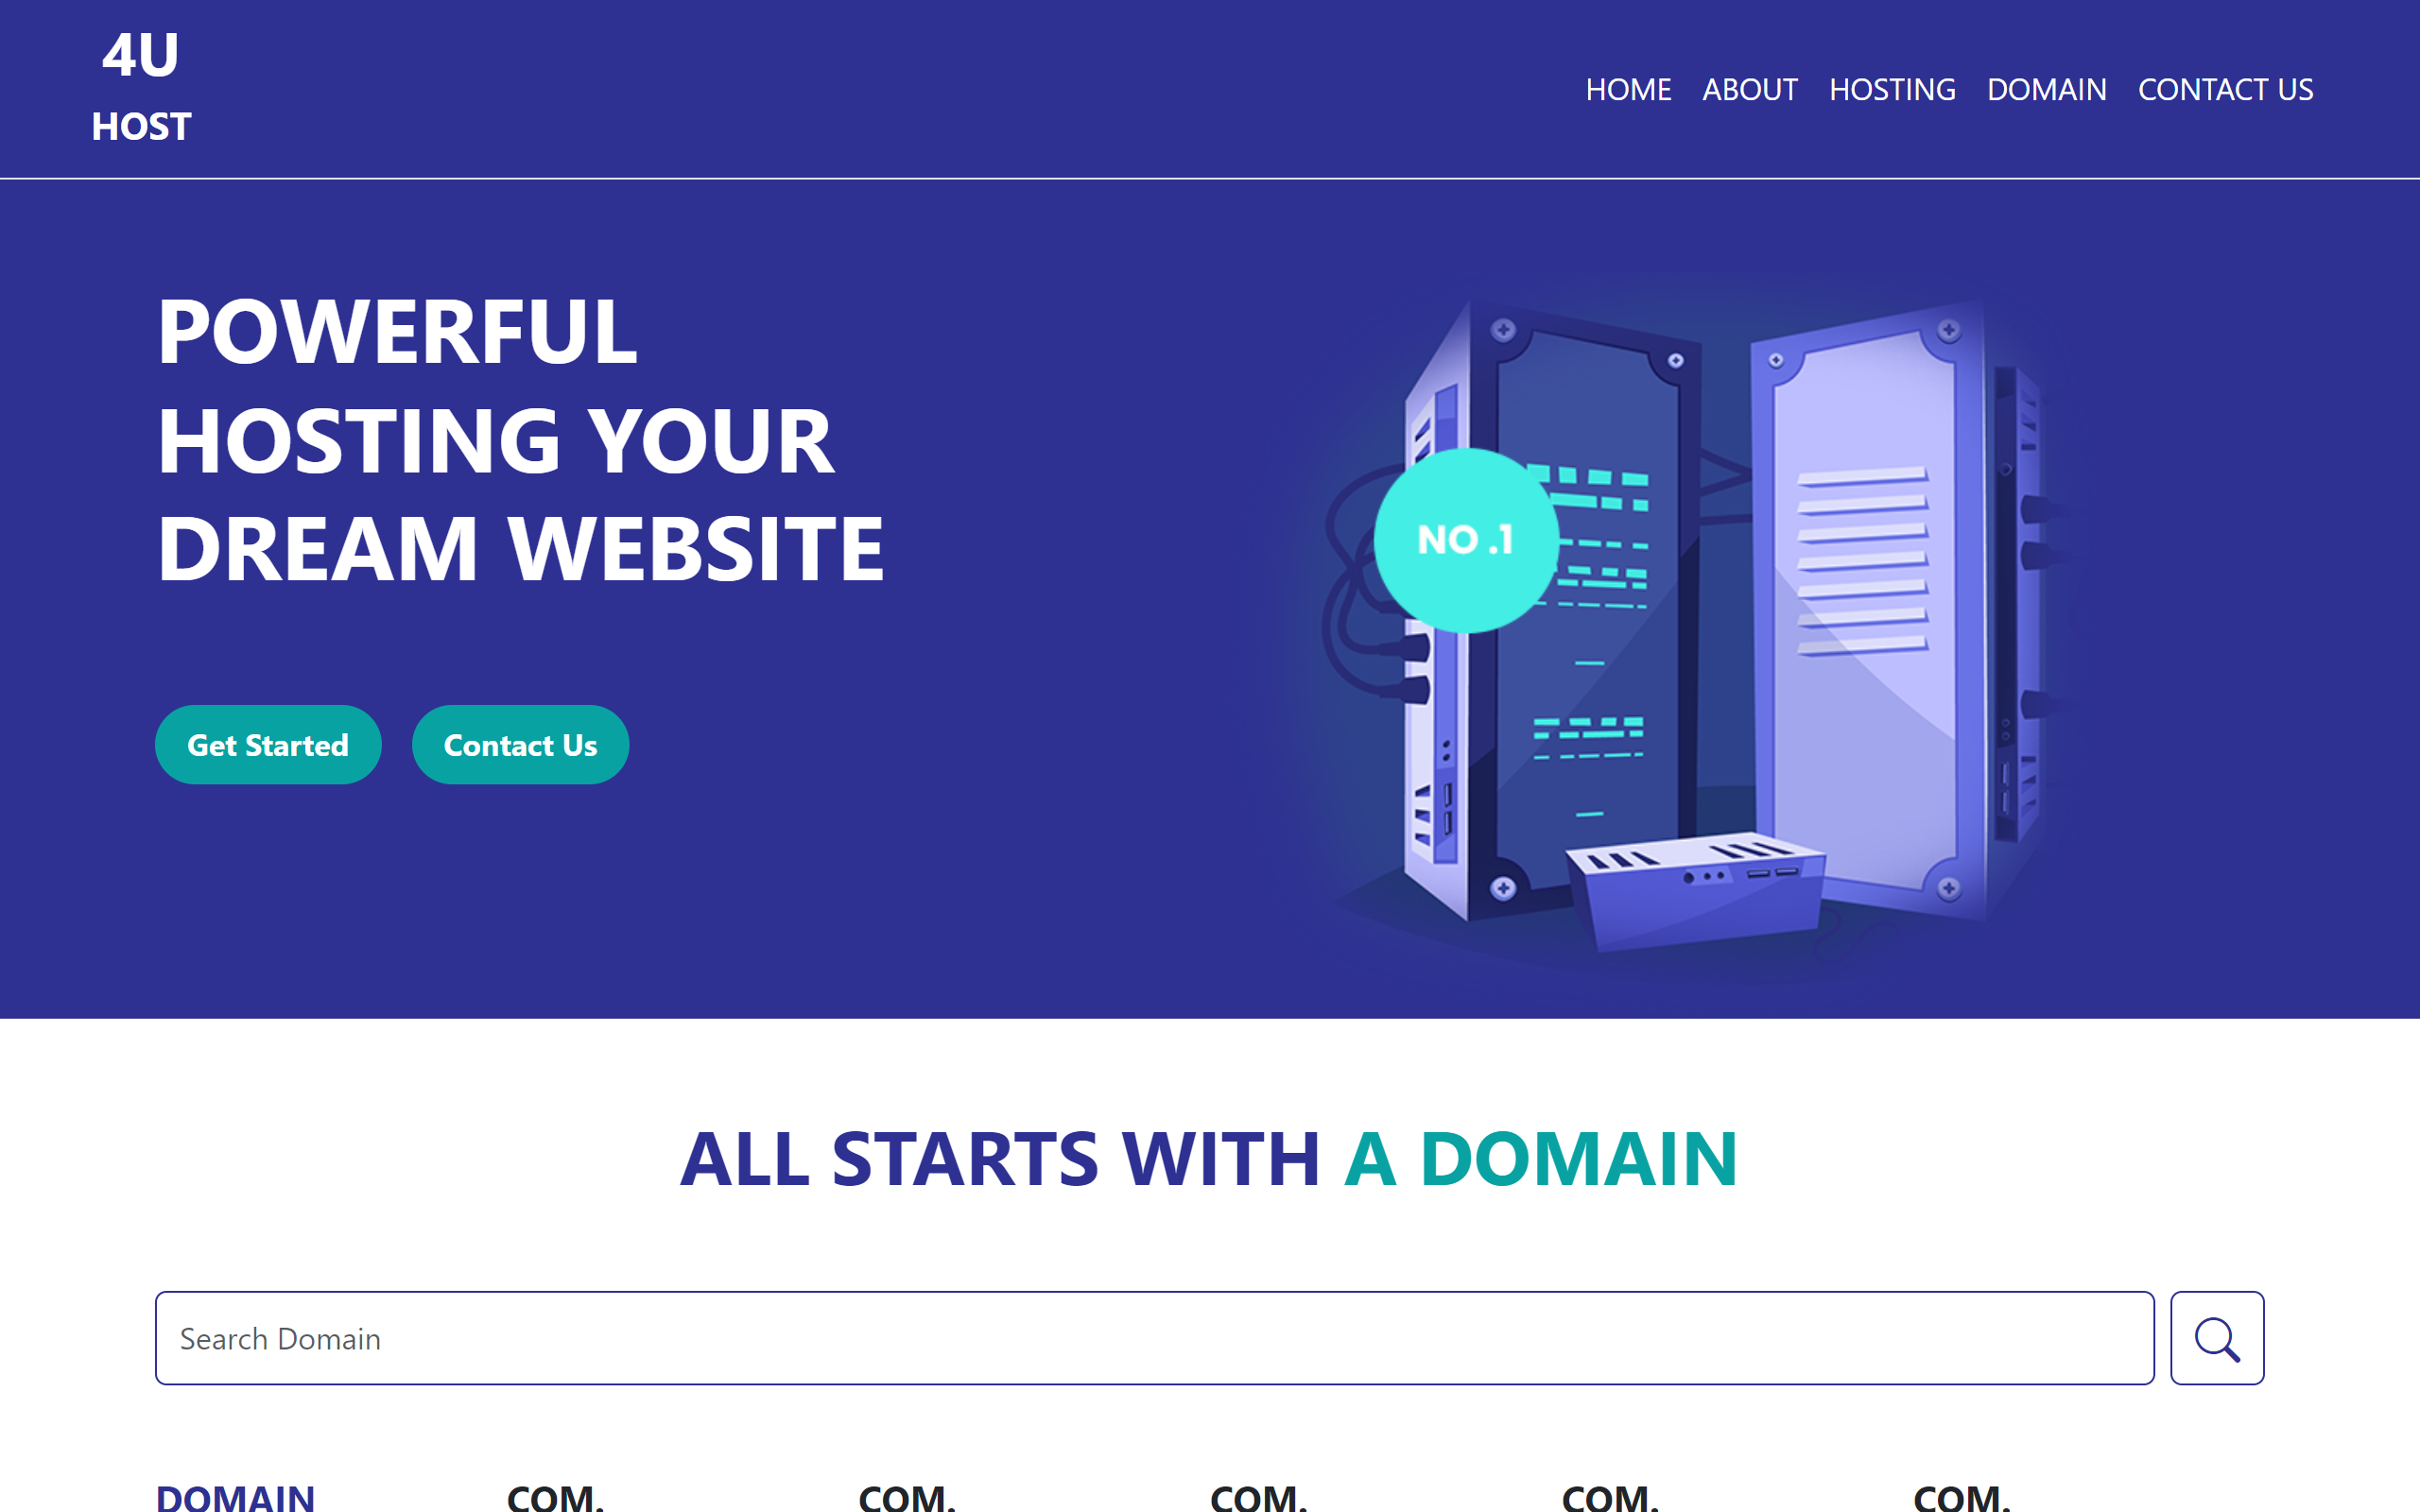 4U
HOST
HOME ABOUT HOSTING DOMAIN CONTACT US
POWERFUL
HOSTING YOUR
DREAM WEBSITE
NO .1
Get Started Contact Us
ALL STARTS WITH A DOMAIN
Search Domain
DOMAIN COM. COM. COM. COM. COM.